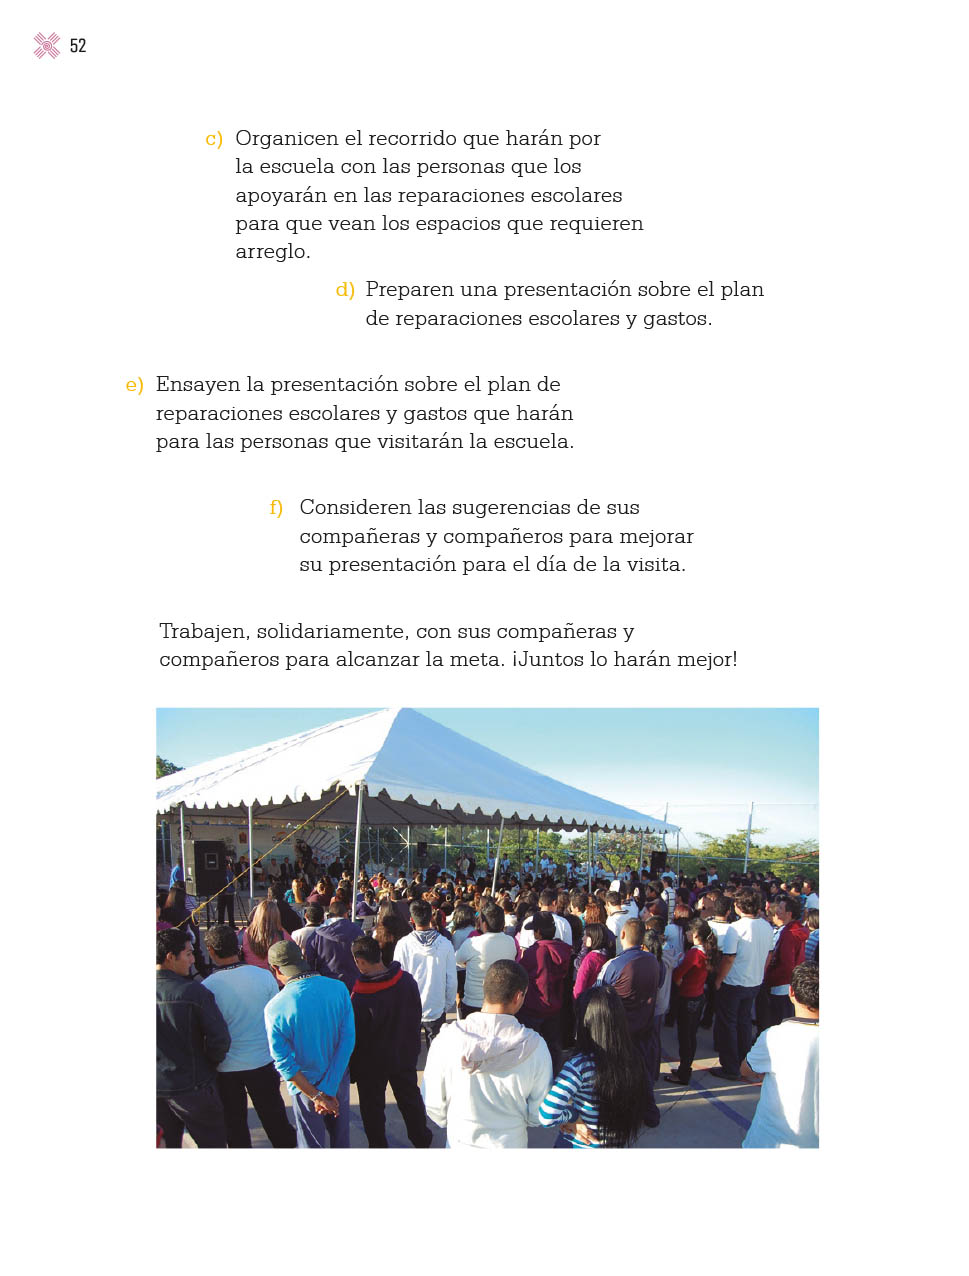 52
c) Organicen el recorrido que harán por
la escuela con las personas que los
apoyarán en las reparaciones escolares
para que vean los espacios que requieren
arreglo.
d) Preparen una presentación sobre el plan
de reparaciones escolares y gastos.
e) Ensayen la presentación sobre el plan de
reparaciones escolares y gastos que harán
para las personas que visitarán la escuela.
f) Consideren las sugerencias de sus
compañeras y compañeros para mejorar
su presentación para el día de la visita.
Trabajen, solidariamente, con sus compañeras y
compañeros para alcanzar la meta. ¡Juntos lo harán mejor!